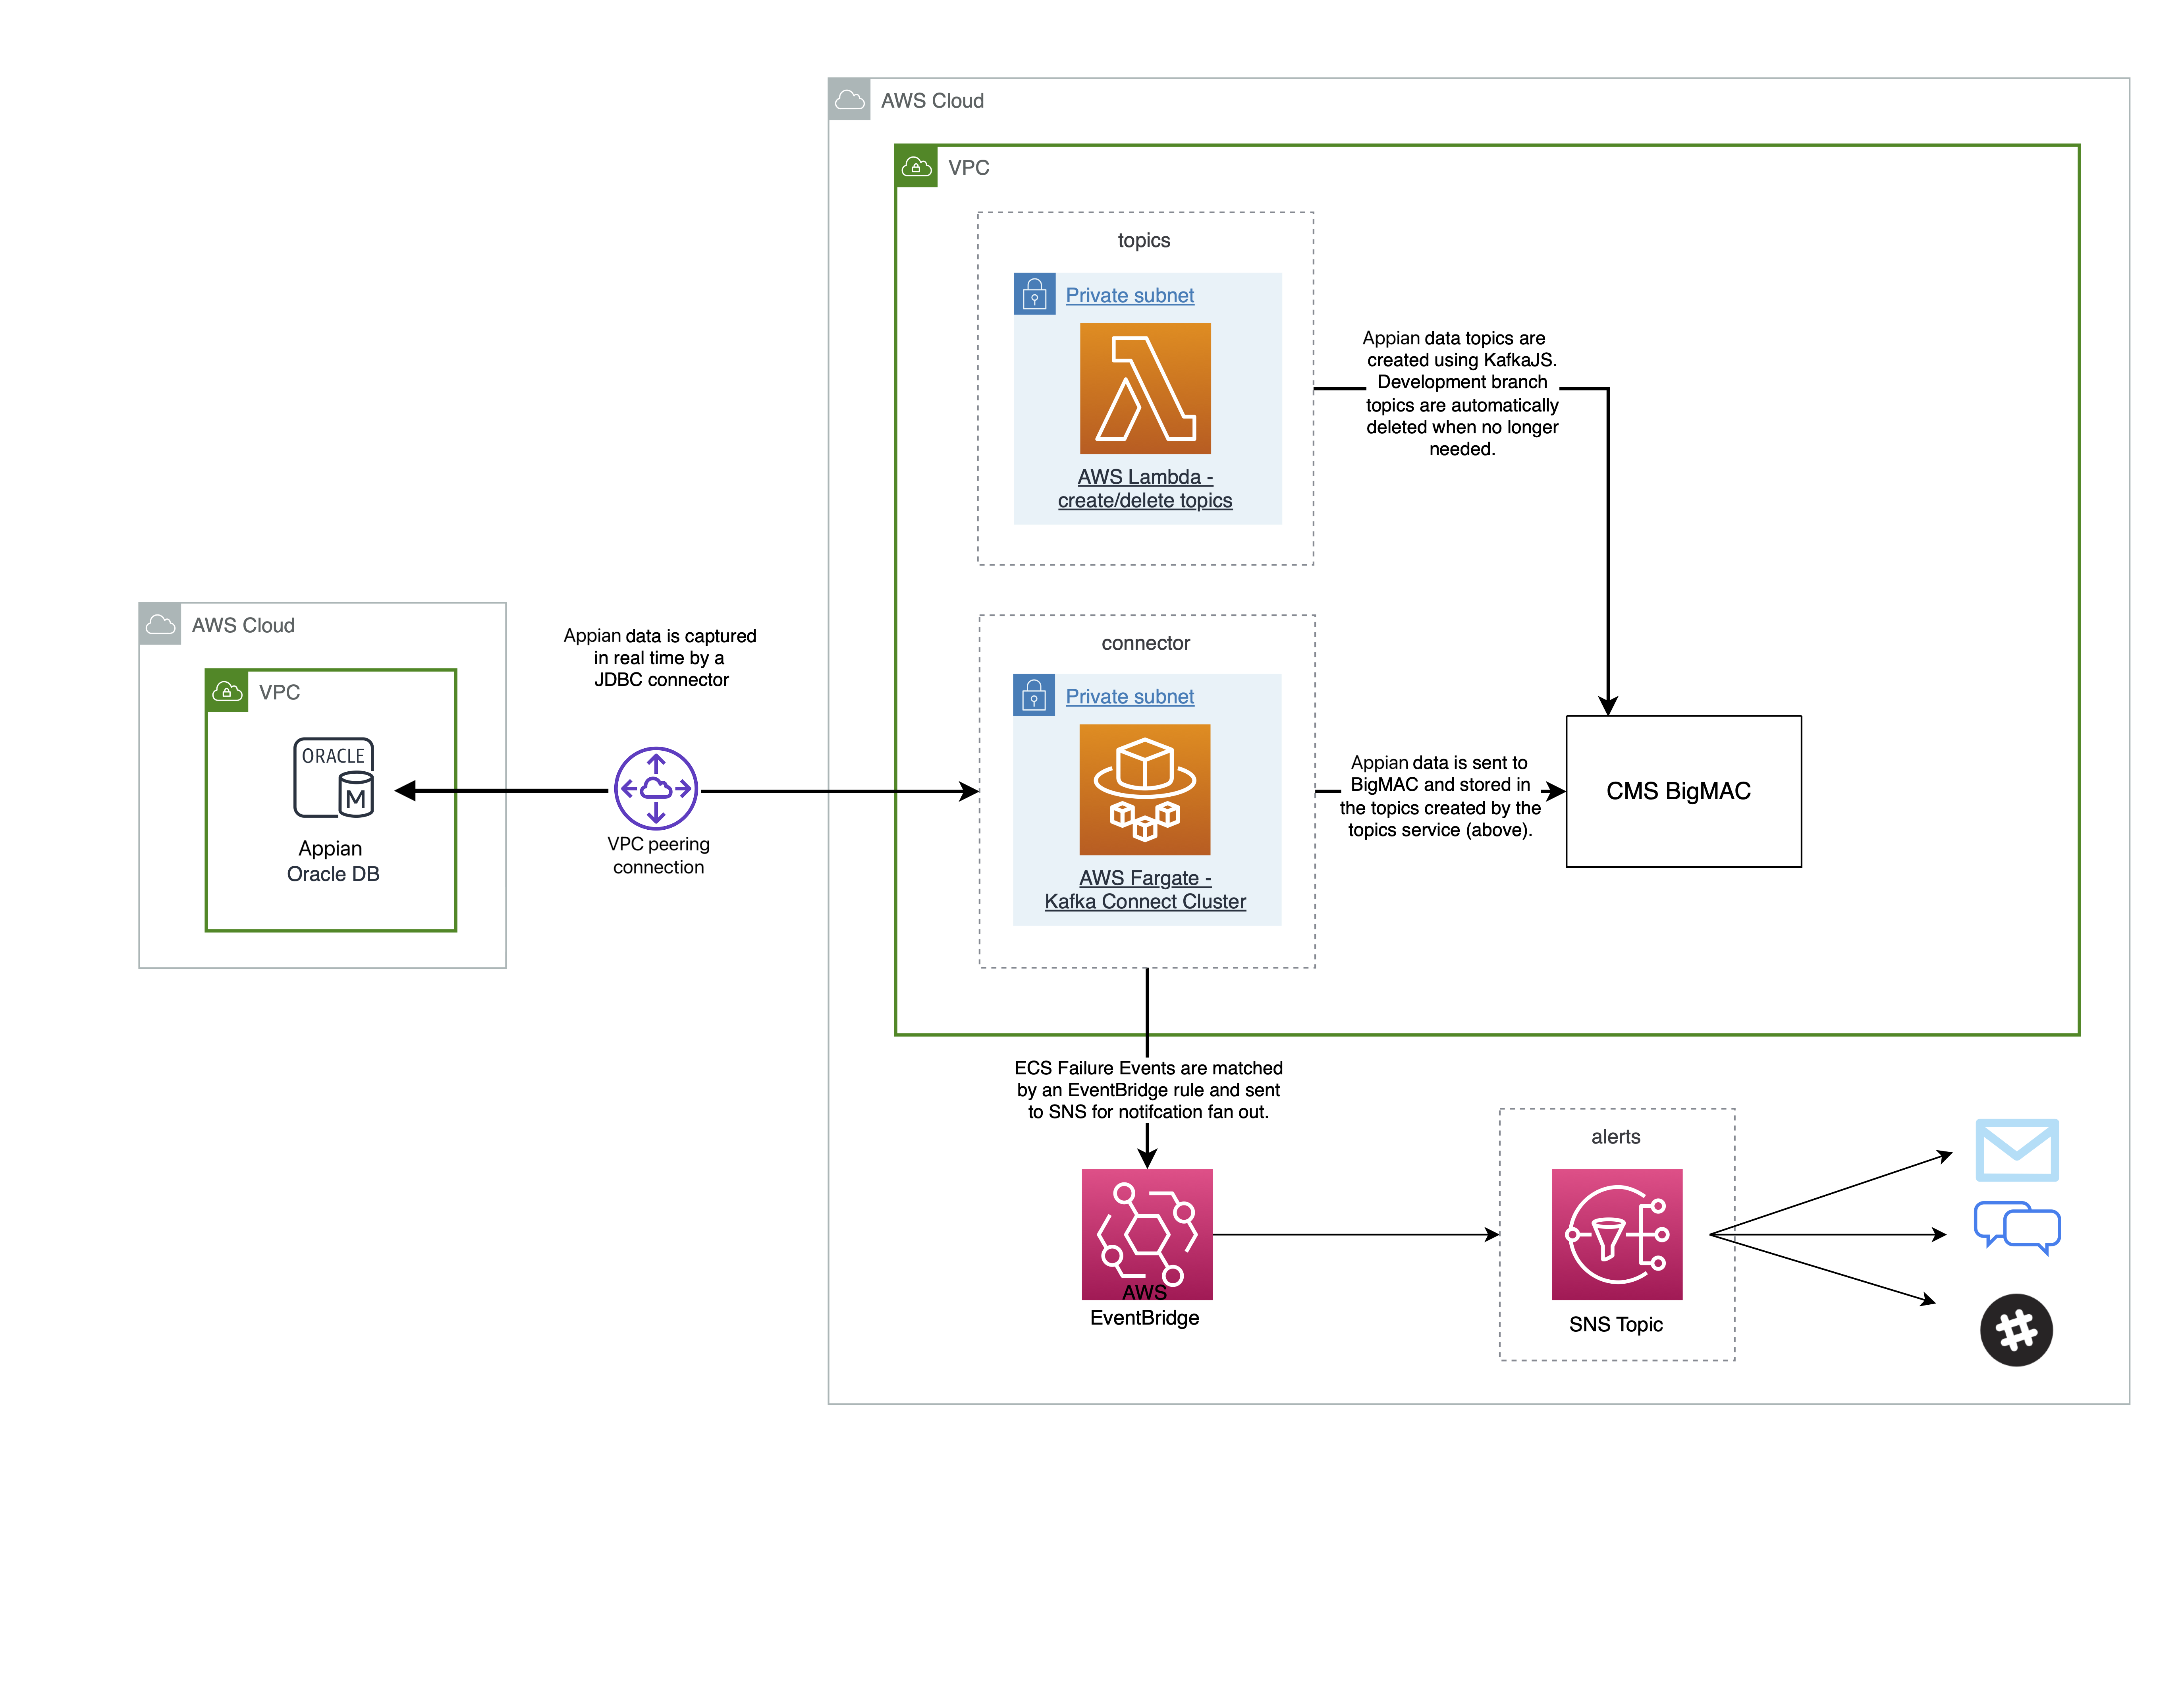 AWS Cloud
VPC
topics
Private subnet
AWS Lambda -
create/delete topics
Appian data topics are
created using KafkaJS.
Development branch
topics are automatically
deleted when no longer
needed.
AWS Cloud
VPC
ORACLE
M
Appian
Oracle DB
Appian data is captured
in real time by a
JDBC connector
VPC peering
connection
connector
Private subnet
AWS Fargate -
Kafka Connect Cluster
Appian data is sent to
BigMAC and stored in
the topics created by the
topics service (above).
CMS BigMAC
ECS Failure Events are matched
by an EventBridge rule and sent
to SNS for notifcation fan out.
AWS
EventBridge
alerts
SNS Topic